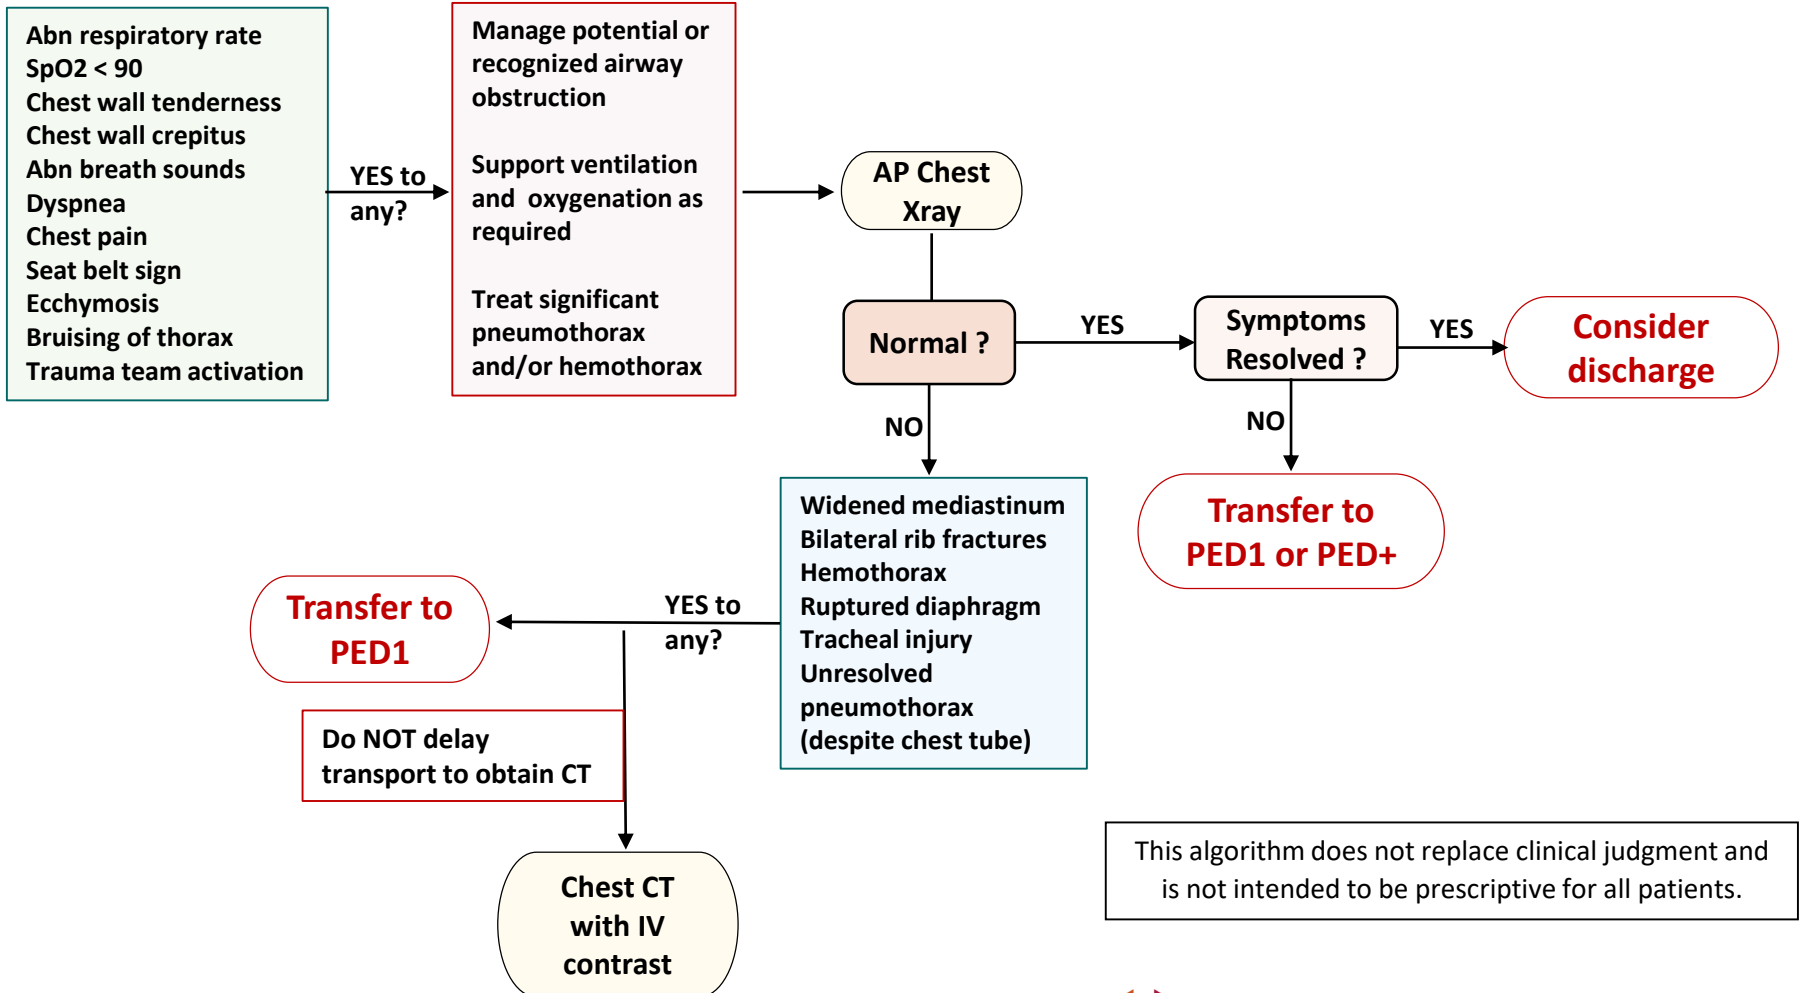 Abn respiratory rate
SpO2 < 90
Chest wall tenderness
Chest wall crepitus
Abn breath sounds
Dyspnea
Chest pain
Seat belt sign
Ecchymosis
Bruising of thorax
Trauma team activation
YES to
any?
Manage potential or
recognized airway
obstruction
Support ventilation
and oxygenation as
required
Treat significant
pneumothorax
and/or hemothorax
AP Chest
Xray
Normal ?
YES
Symptoms
Resolved ?
YES
Consider
discharge
NO
NO
Transfer to
PED1 or PED+
Widened mediastinum
Bilateral rib fractures
Hemothorax
Ruptured diaphragm
Tracheal injury
Unresolved
pneumothorax
(despite chest tube)
YES to
any?
Transfer to
PED1
Do NOT delay
transport to obtain CT
Chest CT
with IV
contrast
This algorithm does not replace clinical judgment and
is not intended to be prescriptive for all patients.